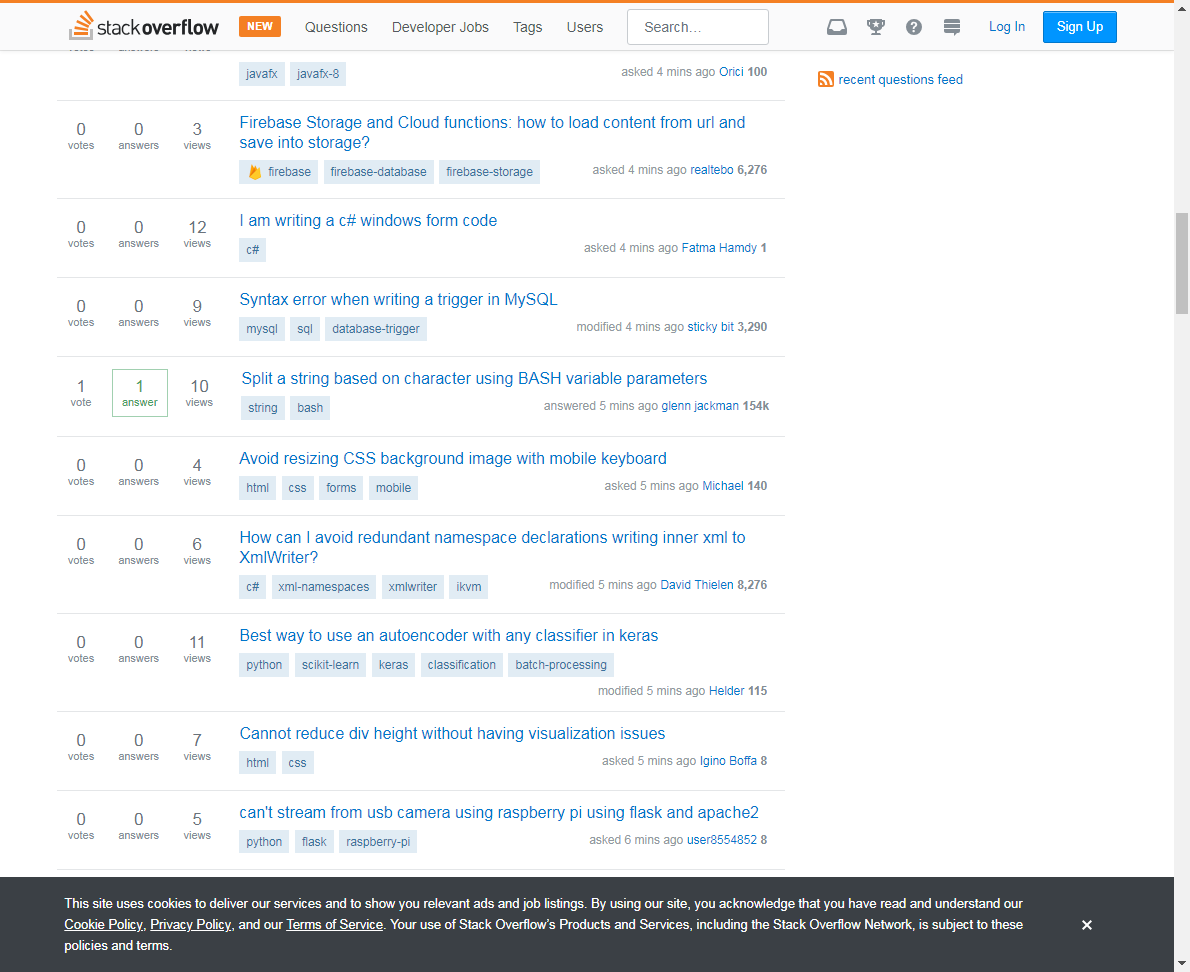 stackoverflow NEW Questions Developer Jobs Tags Users Search... Log In Sign Up
votes answers views
javafx javafx-8 asked 4 mins ago Orici 100
recent questions feed
0 votes 0 answers 3 views
Firebase Storage and Cloud functions: how to load content from url and
save into storage?
firebase firebase-database firebase-storage asked 4 mins ago realtebo 6,276
0 votes 0 answers 12 views
I am writing a c# windows form code
c# asked 4 mins ago Fatma Hamdy 1
0 votes 0 answers 9 views
Syntax error when writing a trigger in MySQL
mysql sql database-trigger modified 4 mins ago sticky bit 3,290
1 vote 1 answer 10 views
Split a string based on character using BASH variable parameters
string bash answered 5 mins ago glenn jackman 154k
0 votes 0 answers 4 views
Avoid resizing CSS background image with mobile keyboard
html css forms mobile asked 5 mins ago Michael 140
0 votes 0 answers 6 views
How can I avoid redundant namespace declarations writing inner xml to
XmlWriter?
c# xml-namespaces xmlwriter ikvm modified 5 mins ago David Thielen 8,276
0 votes 0 answers 11 views
Best way to use an autoencoder with any classifier in keras
python scikit-learn keras classification batch-processing
modified 5 mins ago Helder 115
0 votes 0 answers 7 views
Cannot reduce div height without having visualization issues
html css asked 5 mins ago Igino Boffa 8
0 votes 0 answers 5 views
can't stream from usb camera using raspberry pi using flask and apache2
python flask raspberry-pi asked 6 mins ago user8554852 8
This site uses cookies to deliver our services and to show you relevant ads and job listings. By using our site, you acknowledge that you have read and understand our
Cookie Policy, Privacy Policy, and our Terms of Service. Your use of Stack Overflow's Products and Services, including the Stack Overflow Network, is subject to these
policies and terms.